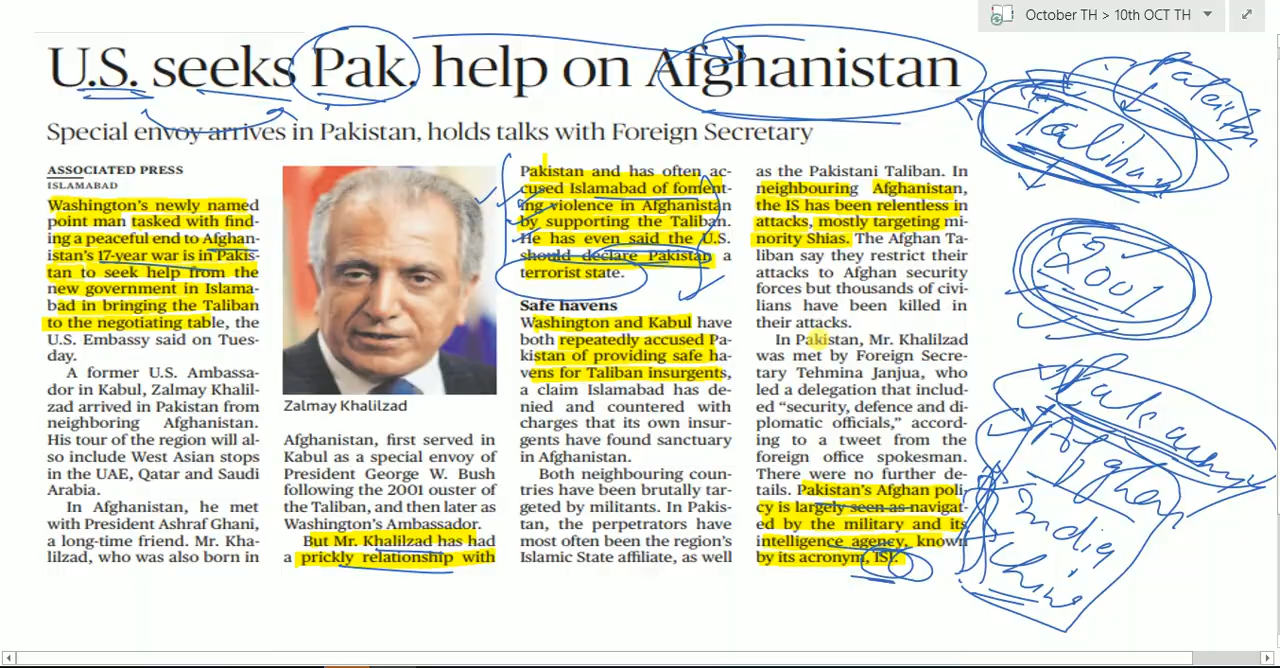 October TH > 10th OCT TH
U.S. seeks Pak. help on Afghanistan
Special envoy arrives in Pakistan, holds talks with Foreign Secretary
ASSOCIATED PRESS
ISLAMABAD
Washington's newly named
point man tasked with find-
ing a peaceful end to Afghan-
istan's 17-year war is in Pakis-
tan to seek help from the
new government in Islama-
bad in bringing the Taliban
to the negotiating table, the
U.S. Embassy said on Tues-
day.
A former U.S. Ambassa-
dor in Kabul, Zalmay Khalil-
zad arrived in Pakistan from
neighboring Afghanistan.
His tour of the region will al-
so include West Asian stops
in the UAE, Qatar and Saudi
Arabia.
In Afghanistan, he met
with President Ashraf Ghani,
a long-time friend. Mr. Kha-
lilzad, who was also born in
Zalmay Khalilzad
Afghanistan, first served in
Kabul as a special envoy of
President George W. Bush
following the 2001 ouster of
the Taliban, and then later as
Washington's Ambassador.
But Mr. Khalilzad has had
a prickly relationship with
Pakistan and has often ac-
cused Islamabad of foment-
ing violence in Afghanistan
by supporting the Taliban.
He has even said the U.S.
should declare Pakistan a
terrorist state.
Safe havens
Washington and Kabul have
both repeatedly accused Pa-
kistan of providing safe ha-
vens for Taliban insurgents,
a claim Islamabad has de-
nied and countered with
charges that its own insur-
gents have found sanctuary
in Afghanistan.
Both neighbouring coun-
tries have been brutally tar-
geted by militants. In Pakis-
tan, the perpetrators have
most often been the region's
Islamic State affiliate, as well
as the Pakistani Taliban. In
neighbouring Afghanistan,
the IS has been relentless in
attacks, mostly targeting mi-
nority Shias. The Afghan Ta-
liban say they restrict their
attacks to Afghan security
forces but thousands of civi-
lians have been killed in
their attacks.
In Pakistan, Mr. Khalilzad
was met by Foreign Secre-
tary Tehmina Janjua, who
led a delegation that includ-
ed “security, defence and di-
plomatic officials,” accord-
ing to a tweet from the
foreign office spokesman.
There were no further de-
tails. Pakistan's Afghan poli-
cy is largely seen as navigat-
ed by the military and its
intelligence agency, known
by its acronym, ISI.
Taliban
2001
Afghan
India
China